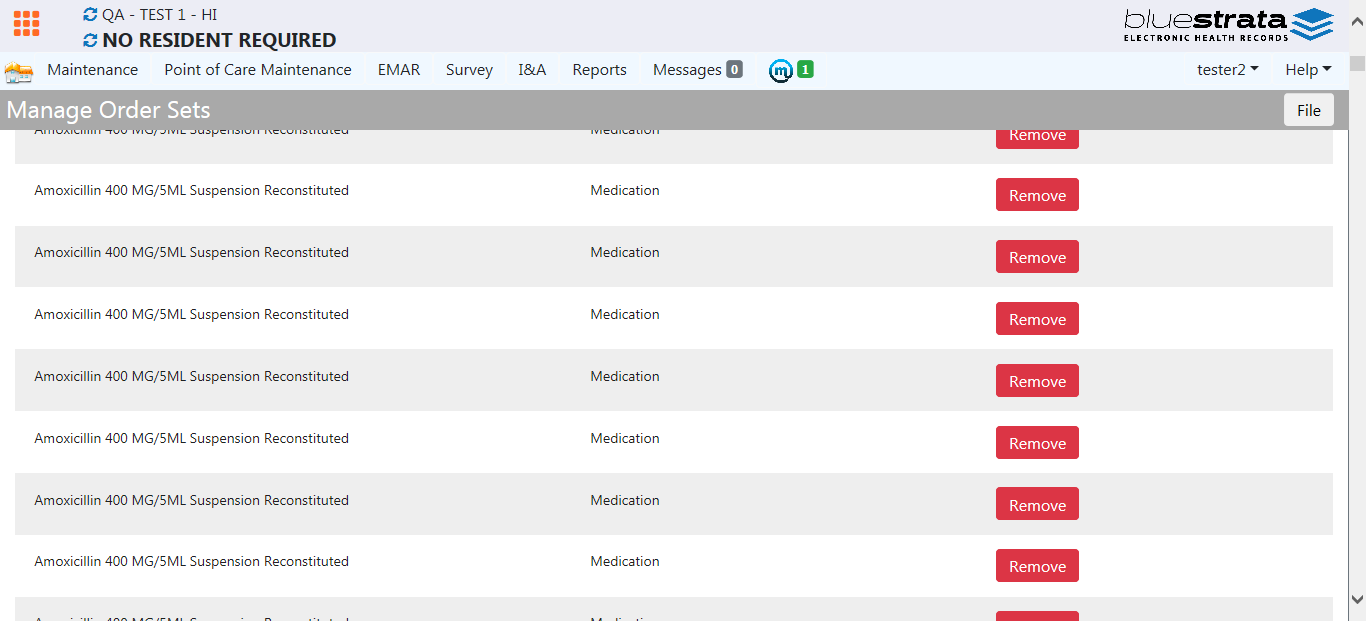 QA - TEST 1 - HI
NO RESIDENT REQUIRED
bluestrata
ELECTRONIC HEALTH RECORDS
Maintenance Point of Care Maintenance EMAR Survey I&A Reports Messages 0 m 1 tester2 Help
Manage Order Sets File
Amoxicillin 400 MG/5ML Suspension Reconstituted Medication Remove
Amoxicillin 400 MG/5ML Suspension Reconstituted Medication Remove
Amoxicillin 400 MG/5ML Suspension Reconstituted Medication Remove
Amoxicillin 400 MG/5ML Suspension Reconstituted Medication Remove
Amoxicillin 400 MG/5ML Suspension Reconstituted Medication Remove
Amoxicillin 400 MG/5ML Suspension Reconstituted Medication Remove
Amoxicillin 400 MG/5ML Suspension Reconstituted Medication Remove
Amoxicillin 400 MG/5ML Suspension Reconstituted Medication Remove